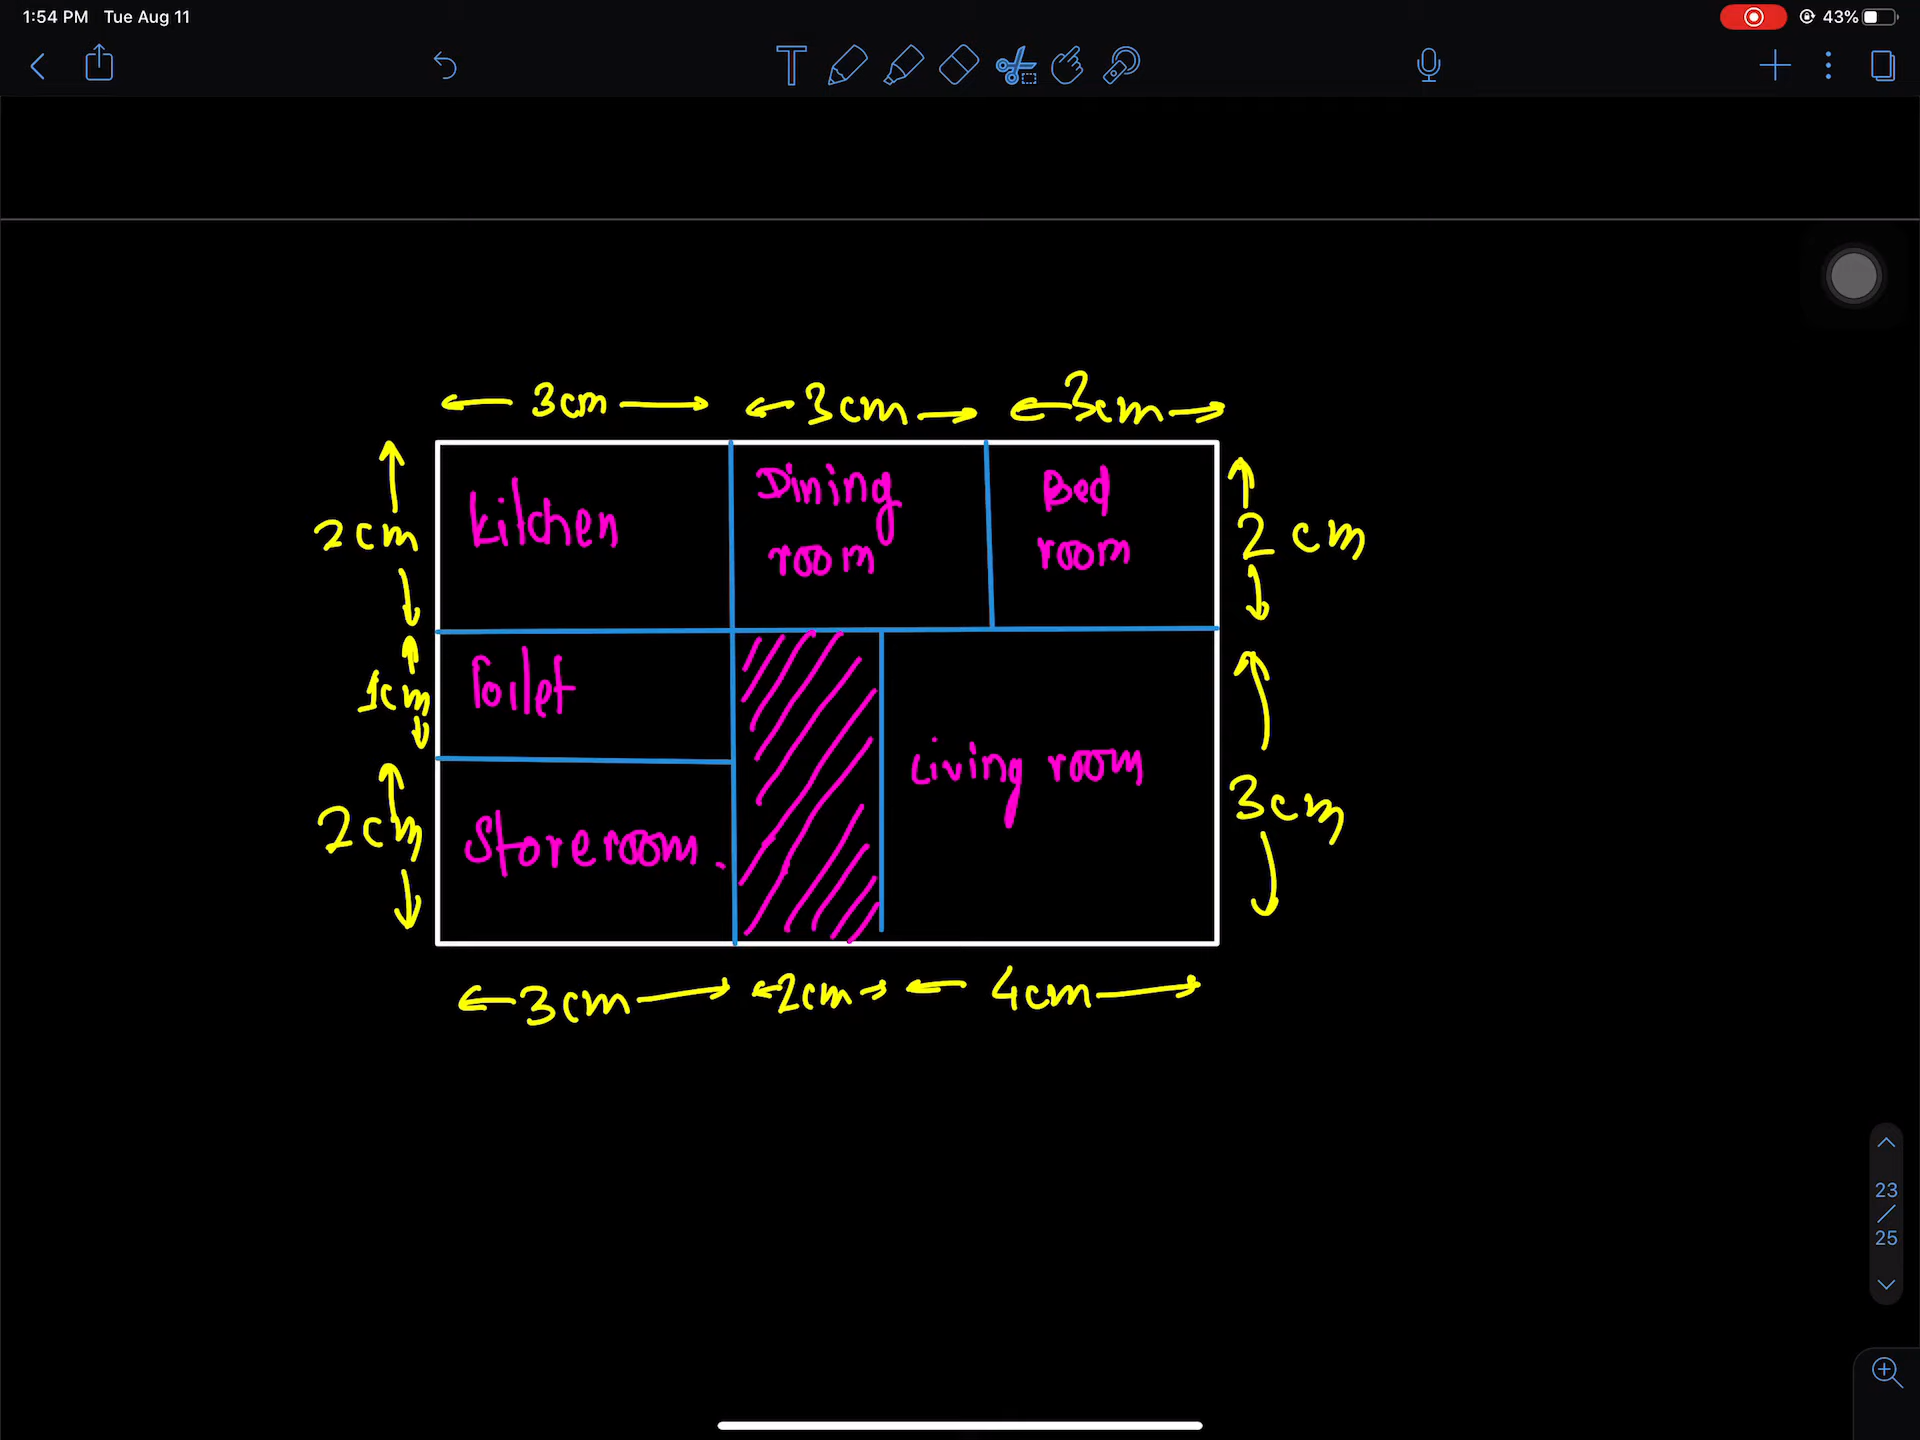 1:54 PM Tue Aug 11
43%
T
3cm 3cm 3cm
2cm
Kitchen
Dining
room
Bed
room
2 cm
1cm
Toilet
2cm
Storeroom.
Living room
3cm
3cm 2cm 4cm
23
/
25